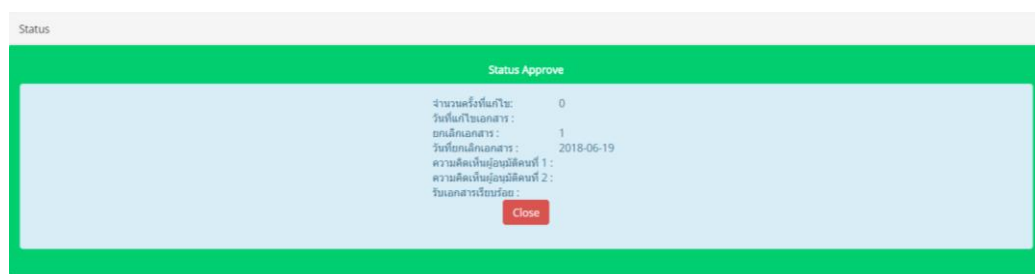 Status
Status Approve
จำนวนครั้งที่แก้ไข: 0
วันที่แก้ไขเอกสาร :
ยกเลิกเอกสาร : 1
วันที่ยกเลิกเอกสาร : 2018-06-19
ความคิดเห็นผู้อนุมัติคนที่ 1 :
ความคิดเห็นผู้อนุมัติคนที่ 2 :
รับเอกสารเรียบร้อย :
Close